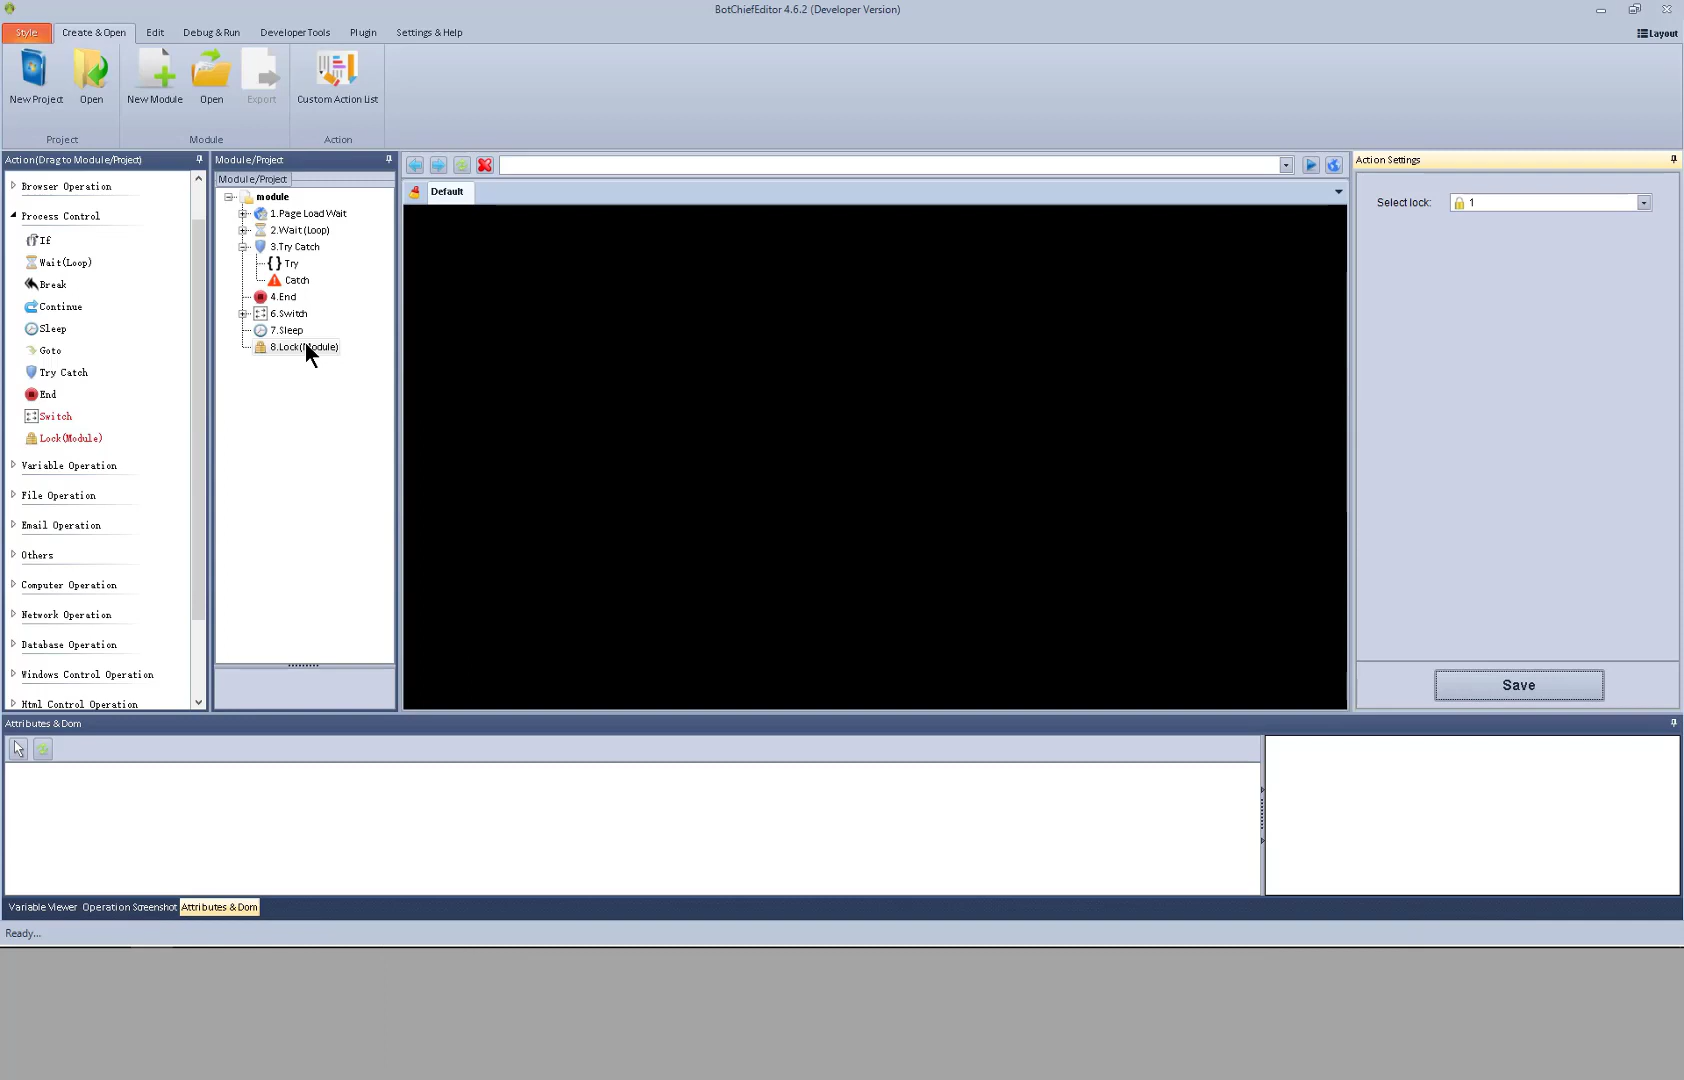 BotChiefEditor 4.6.2 (Developer Version)
Style
Create & Open
Edit
Debug & Run
Developer Tools
Plugin
Settings & Help
Layout
New Project
Open
New Module
Open
Export
Custom Action List
Project
Module
Action
Action(Drag to Module/Project)
Browser Operation
Process Control
If
Wait(Loop)
Break
Continue
Sleep
Goto
Try Catch
End
Switch
Lock(Module)
Variable Operation
File Operation
Email Operation
Others
Computer Operation
Network Operation
Database Operation
Windows Control Operation
Html Control Operation
Module/Project
Module/Project
module
1.Page Load Wait
2.Wait (Loop)
3.Try Catch
Try
Catch
4.End
6.Switch
7.Sleep
8.Lock(Module)
Default
Action Settings
Select lock:
1
Save
Attributes & Dom
Variable Viewer
Operation Screenshot
Attributes & Dom
Ready...